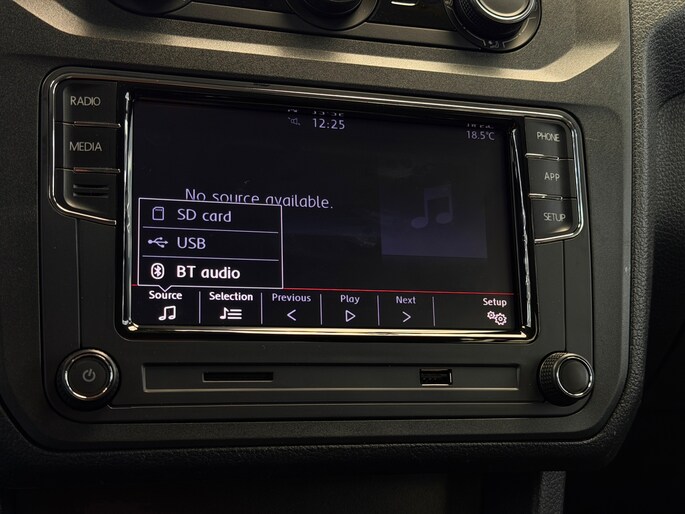 RADIO
MEDIA
12:25
18.5°C
PHONE
APP
SETUP
No source available.
SD card
USB
BT audio
Source
Selection
Previous
Play
Next
Setup